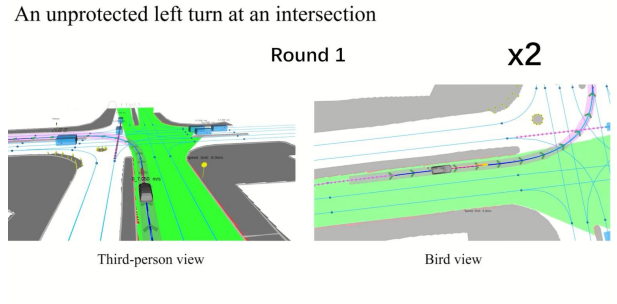 An unprotected left turn at an intersection
Round 1
x2
Third-person view
Bird view